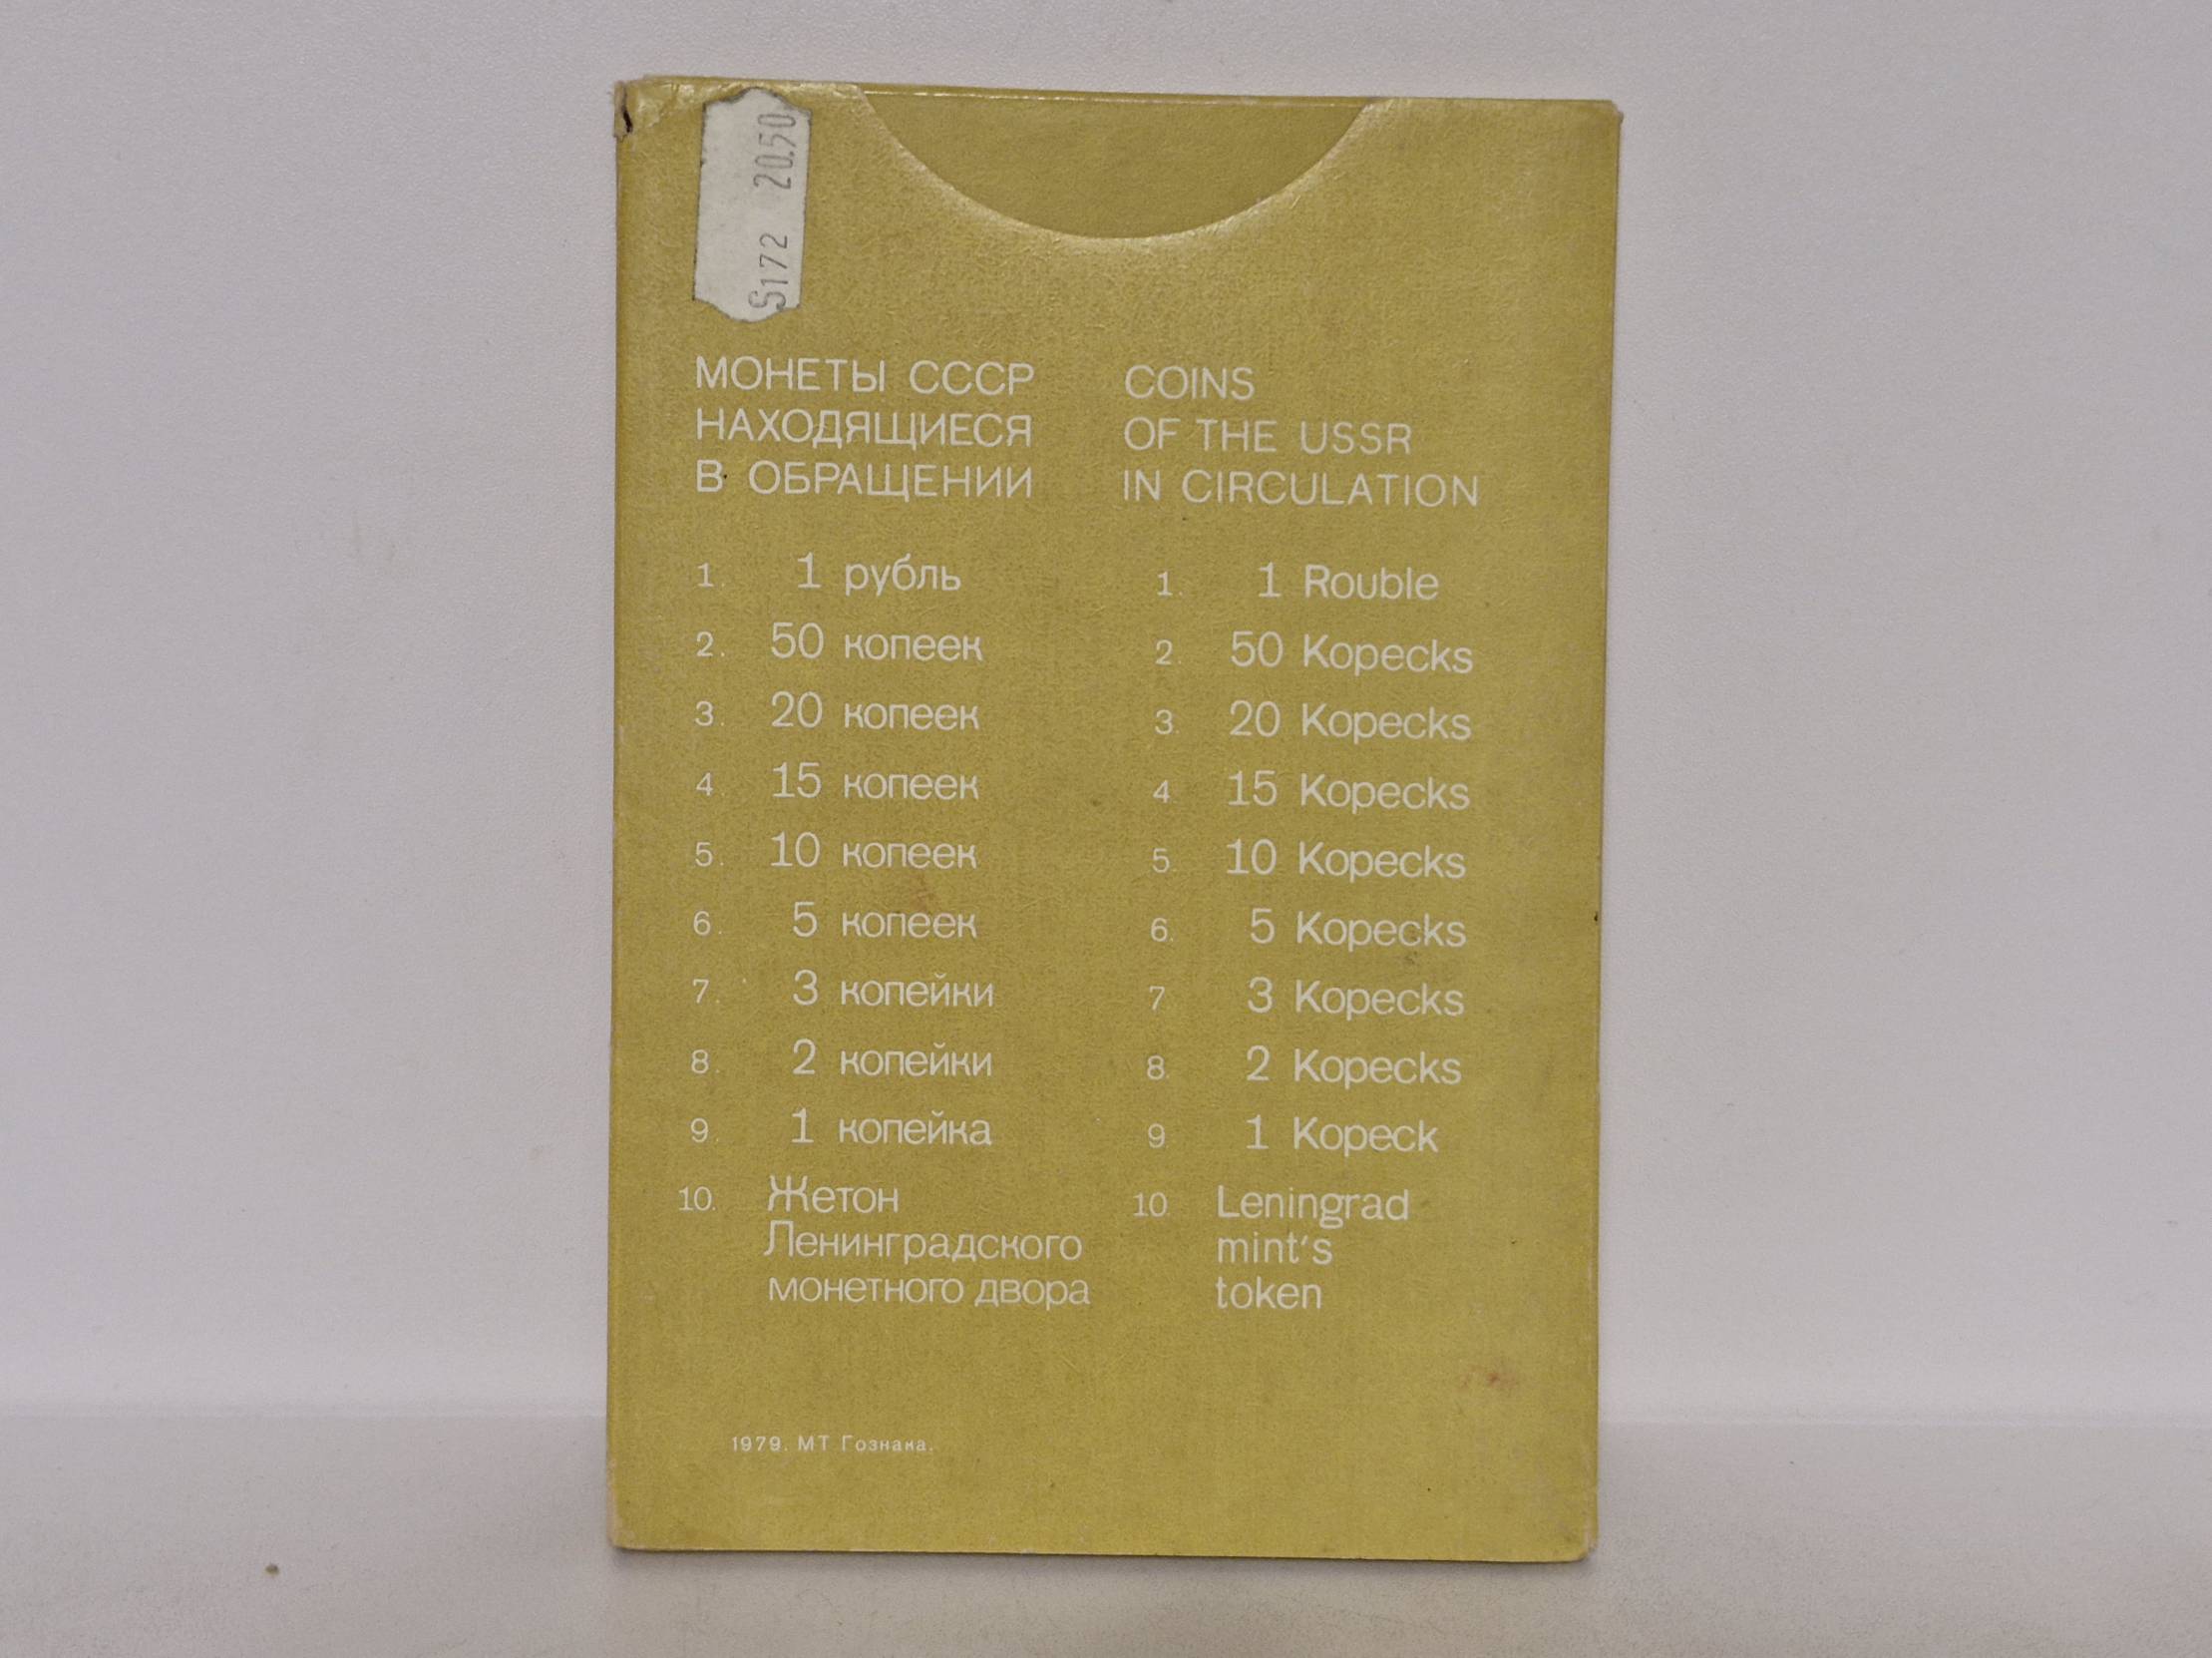 S172 20.50
МОНЕТЫ СССР
НАХОДЯЩИЕСЯ
В ОБРАЩЕНИИ
1. 1 рубль
2. 50 копеек
3. 20 копеек
4 15 копеек
5. 10 копеек
6. 5 копеек
7. 3 копейки
8. 2 копейки
9. 1 копейка
10. Жетон
Ленинградского
монетного двора
COINS
OF THE USSR
IN CIRCULATION
1. 1 Rouble
2. 50 Kopecks
3. 20 Kopecks
4 15 Kopecks
5. 10 Kopecks
6. 5 Kopecks
7 3 Kopecks
8. 2 Kopecks
9 1 Kopeck
10 Leningrad
mint's
token
1979. МТ Гознака.